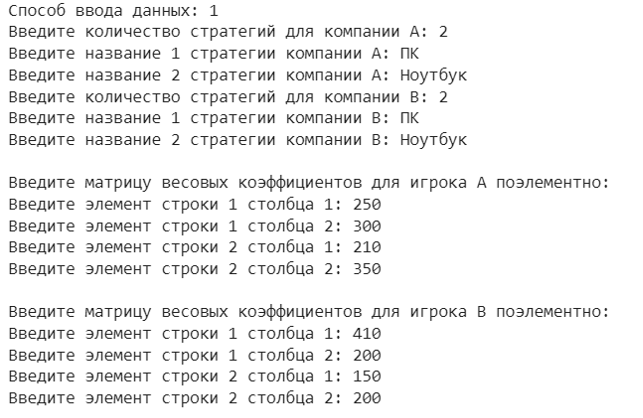 Способ ввода данных: 1
Введите количество стратегий для компании A: 2
Введите название 1 стратегии компании A: ПК
Введите название 2 стратегии компании A: Ноутбук
Введите количество стратегий для компании B: 2
Введите название 1 стратегии компании B: ПК
Введите название 2 стратегии компании B: Ноутбук
Введите матрицу весовых коэффициентов для игрока A поэлементно:
Введите элемент строки 1 столбца 1: 250
Введите элемент строки 1 столбца 2: 300
Введите элемент строки 2 столбца 1: 210
Введите элемент строки 2 столбца 2: 350
Введите матрицу весовых коэффициентов для игрока B поэлементно:
Введите элемент строки 1 столбца 1: 410
Введите элемент строки 1 столбца 2: 200
Введите элемент строки 2 столбца 1: 150
Введите элемент строки 2 столбца 2: 200